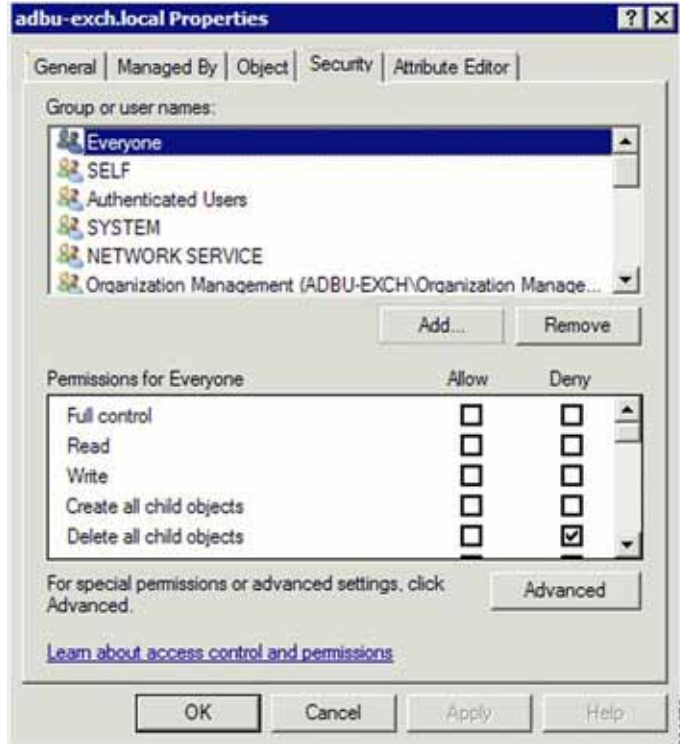 adbu-exch.local Properties
General Managed By Object Security Attribute Editor
Group or user names:
Everyone
SELF
Authenticated Users
SYSTEM
NETWORK SERVICE
Organization Management (ADBU-EXCH\Organization Manage...
Add... Remove
Permissions for Everyone Allow Deny
Full control
Read
Write
Create all child objects
Delete all child objects
For special permissions or advanced settings, click
Advanced.
Advanced
Learn about access control and permissions
OK Cancel Apply Help